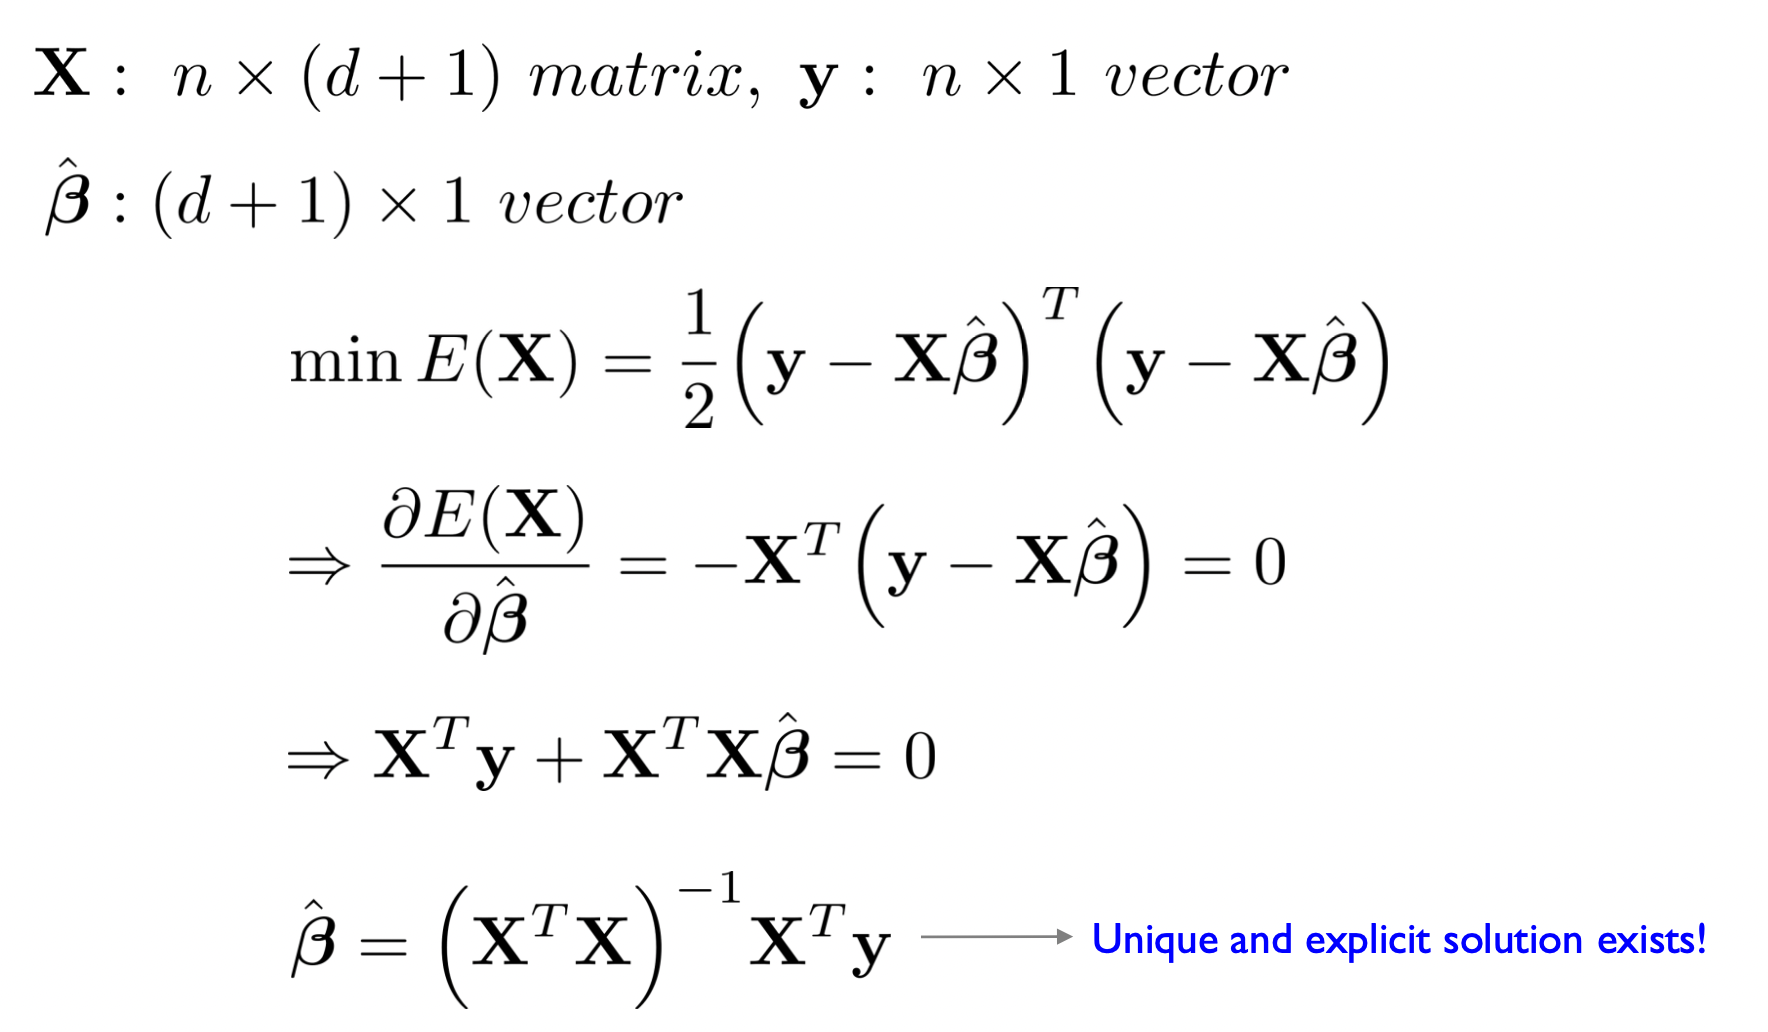 X : n × (d + 1) matrix, y : n × 1 vector
β̂ : (d + 1) × 1 vector
min E(X) = 1/2 (y − Xβ̂)^T (y − Xβ̂)
⇒ ∂E(X)/∂β̂ = −X^T (y − Xβ̂) = 0
⇒ X^T y + X^T Xβ̂ = 0
β̂ = (X^T X)^−1 X^T y → Unique and explicit solution exists!